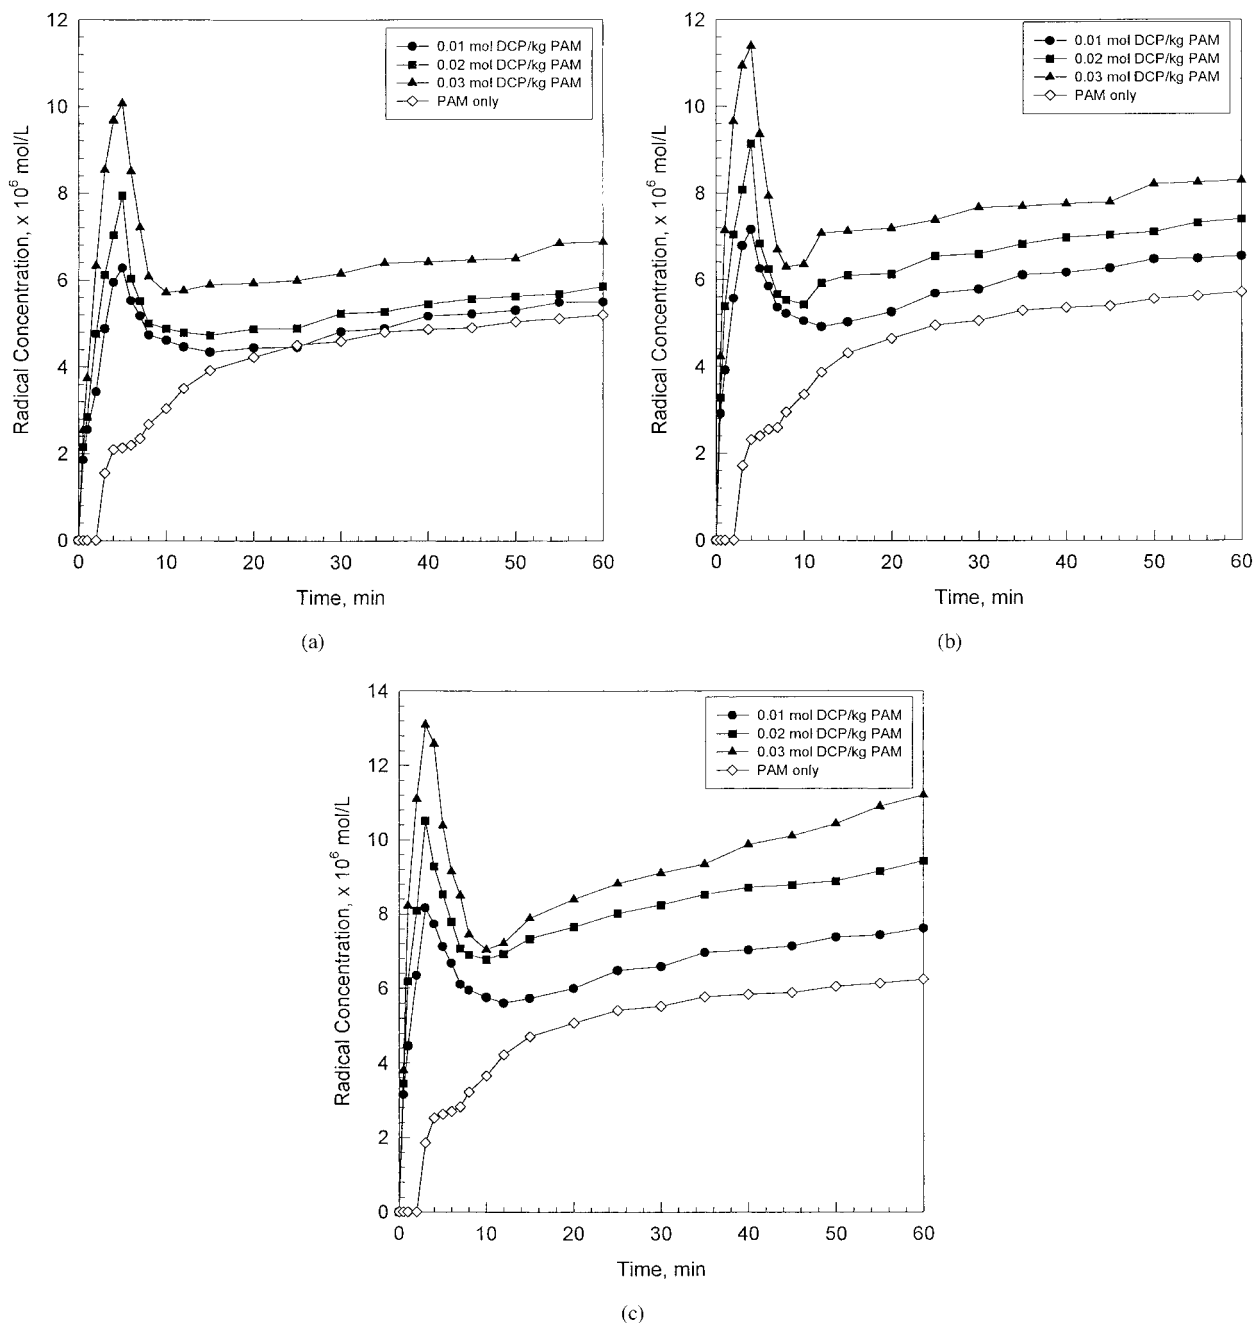 12
10
8
6
4
2
0
Radical Concentration, x 10⁶ mol/L
0.01 mol DCP/kg PAM
0.02 mol DCP/kg PAM
0.03 mol DCP/kg PAM
PAM only
0 10 20 30 40 50 60
Time, min
(a)
12
10
8
6
4
2
0
Radical Concentration, x 10⁶ mol/L
0.01 mol DCP/kg PAM
0.02 mol DCP/kg PAM
0.03 mol DCP/kg PAM
PAM only
0 10 20 30 40 50 60
Time, min
(b)
14
12
10
8
6
4
2
0
Radical Concentration, x 10⁶ mol/L
0.01 mol DCP/kg PAM
0.02 mol DCP/kg PAM
0.03 mol DCP/kg PAM
PAM only
0 10 20 30 40 50 60
Time, min
(c)